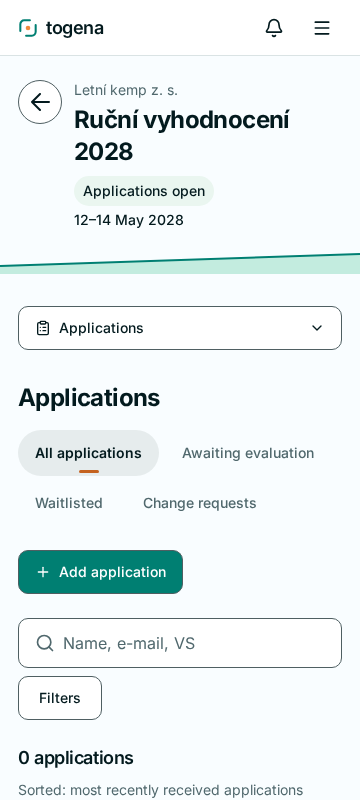 togena
Letní kemp z. s.
Ruční vyhodnocení
2028
Applications open
12–14 May 2028
Applications
Applications
All applications
Awaiting evaluation
Waitlisted
Change requests
Add application
Name, e-mail, VS
Filters
0 applications
Sorted: most recently received applications